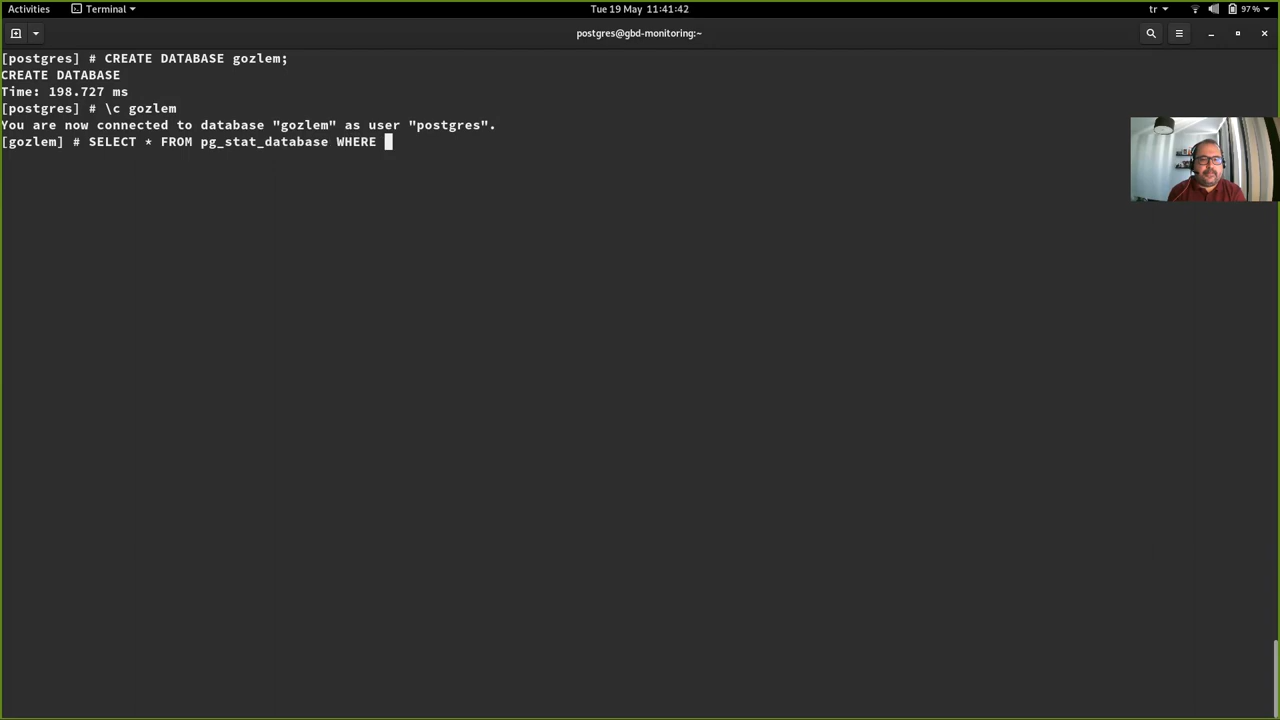 Activities Terminal Tue 19 May 11:41:42 tr 97%
postgres@gbd-monitoring:~
[postgres] # CREATE DATABASE gozlem;
CREATE DATABASE
Time: 198.727 ms
[postgres] # \c gozlem
You are now connected to database "gozlem" as user "postgres".
[gozlem] # SELECT * FROM pg_stat_database WHERE